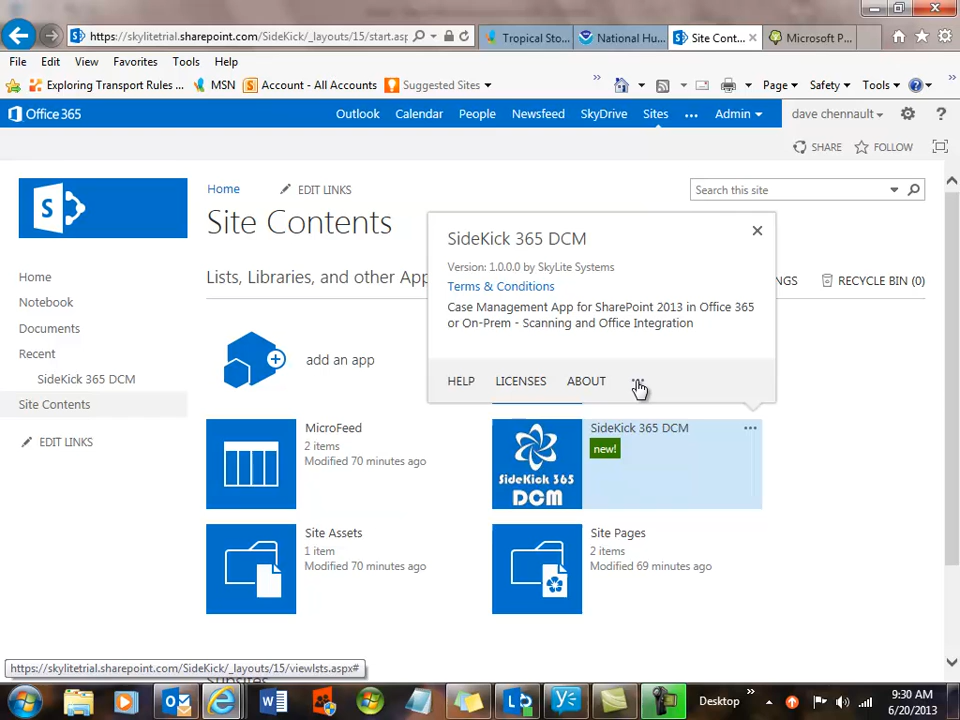 https://skylitetrial.sharepoint.com/SideKick/_layouts/15/start.asp
Tropical Sto...
National Hu...
Site Cont...
Microsoft P...
File Edit View Favorites Tools Help
Exploring Transport Rules ...
MSN
Account - All Accounts
Suggested Sites
Page
Safety
Tools
Office 365
Outlook Calendar People Newsfeed SkyDrive Sites ... Admin
dave chennault
?
SHARE
FOLLOW
Home
EDIT LINKS
Search this site
Site Contents
Lists, Libraries, and other App
NGS
RECYCLE BIN (0)
Home
Notebook
Documents
Recent
SideKick 365 DCM
Site Contents
EDIT LINKS
SideKick 365 DCM
Version: 1.0.0.0 by SkyLite Systems
Terms & Conditions
Case Management App for SharePoint 2013 in Office 365
or On-Prem - Scanning and Office Integration
HELP LICENSES ABOUT ...
add an app
MicroFeed
2 items
Modified 70 minutes ago
SideKick 365 DCM
new!
SideKick 365
DCM
Site Assets
1 item
Modified 70 minutes ago
Site Pages
2 items
Modified 69 minutes ago
https://skylitetrial.sharepoint.com/SideKick/_layouts/15/viewlsts.aspx#
Desktop
9:30 AM
6/20/2013